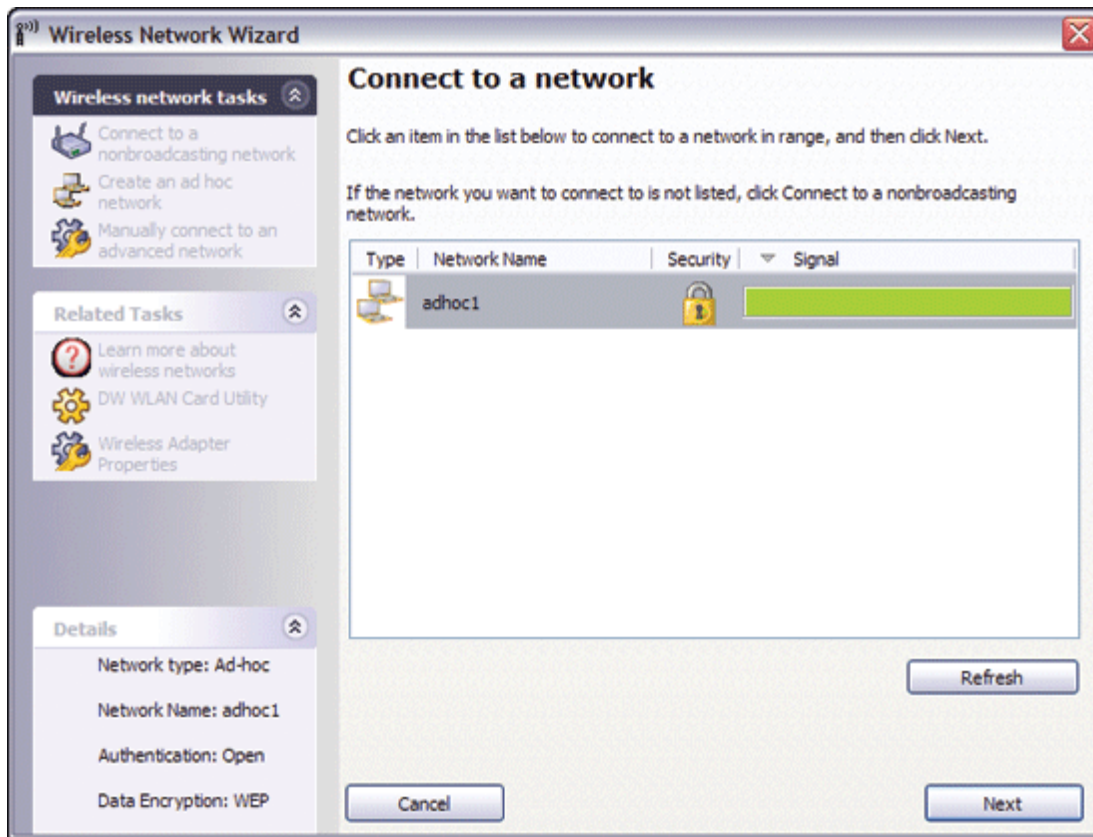 Wireless Network Wizard
Wireless network tasks
Connect to a
nonbroadcasting network
Create an ad hoc
network
Manually connect to an
advanced network
Related Tasks
Learn more about
wireless networks
DW WLAN Card Utility
Wireless Adapter
Properties
Details
Network type: Ad-hoc
Network Name: adhoc1
Authentication: Open
Data Encryption: WEP
Connect to a network
Click an item in the list below to connect to a network in range, and then click Next.
If the network you want to connect to is not listed, click Connect to a nonbroadcasting
network.
Type Network Name Security Signal
adhoc1
Refresh
Cancel Next